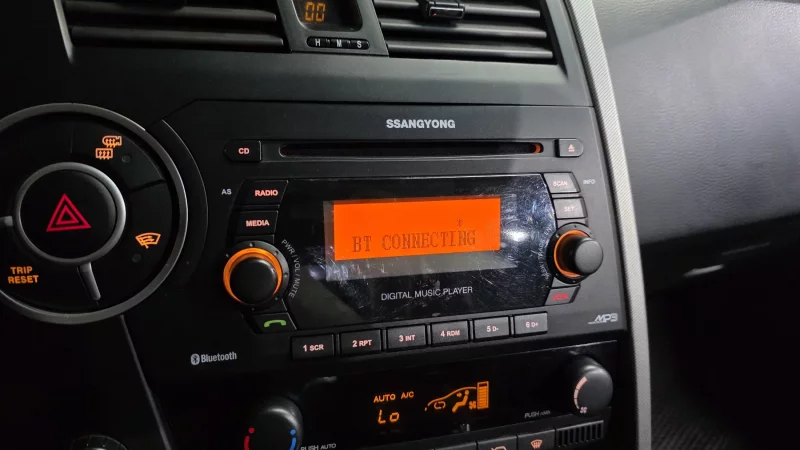 00
H M S
SSANGYONG
CD
AS
RADIO
SCAN
INFO
MEDIA
BT CONNECTING
PWR / VOL / MUTE
TRIP
RESET
DIGITAL MUSIC PLAYER
MP3
1 SCR
2 RPT
3 INT
4 RDM
5 D-
6 D+
Bluetooth
AUTO A/C
Lo
PUSH AUTO
PUSH